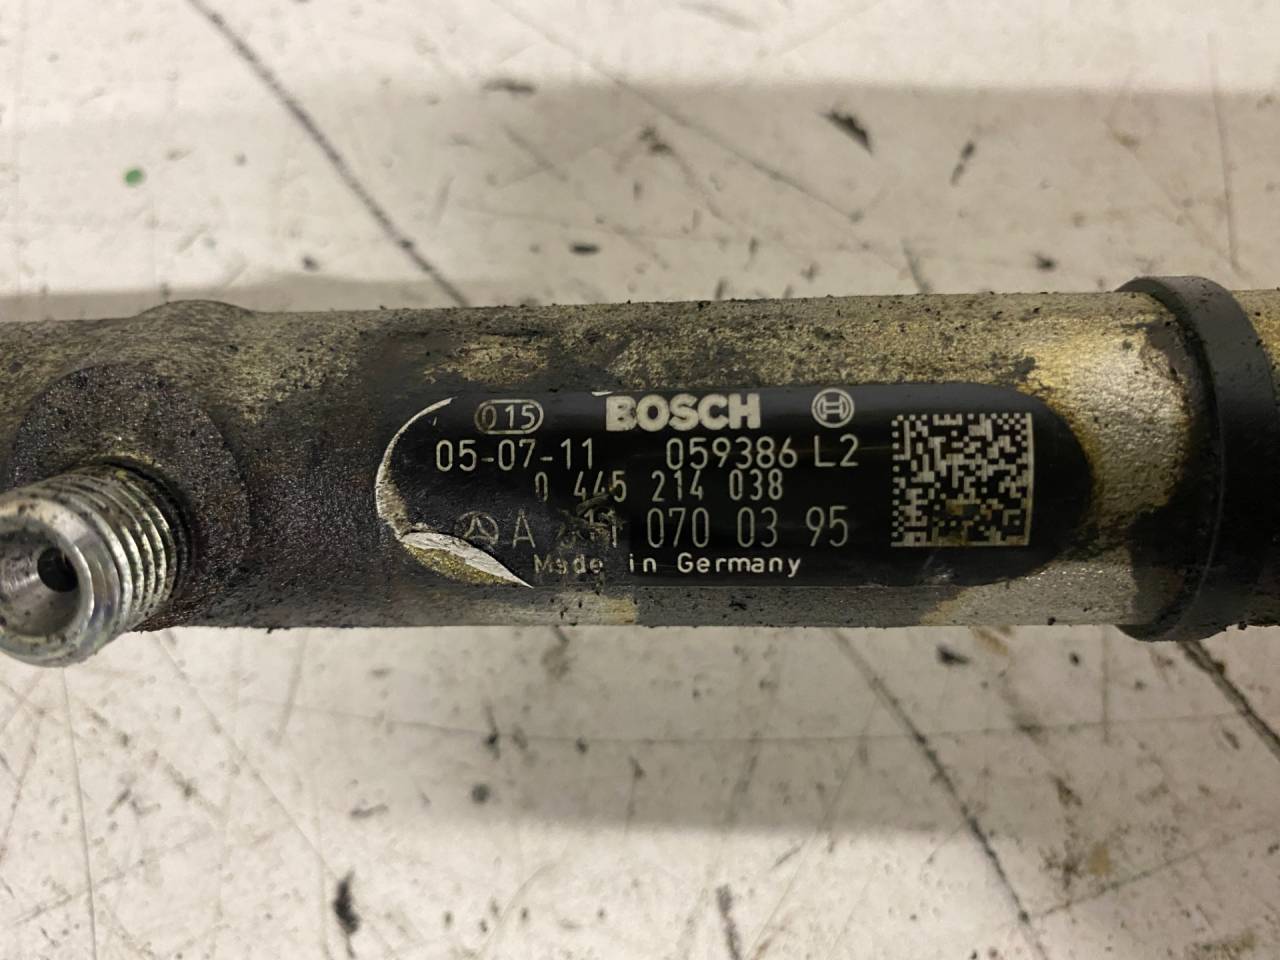 015 BOSCH
05-07-11 059386 L2
0 445 214 038
A 070 03 95
Made in Germany